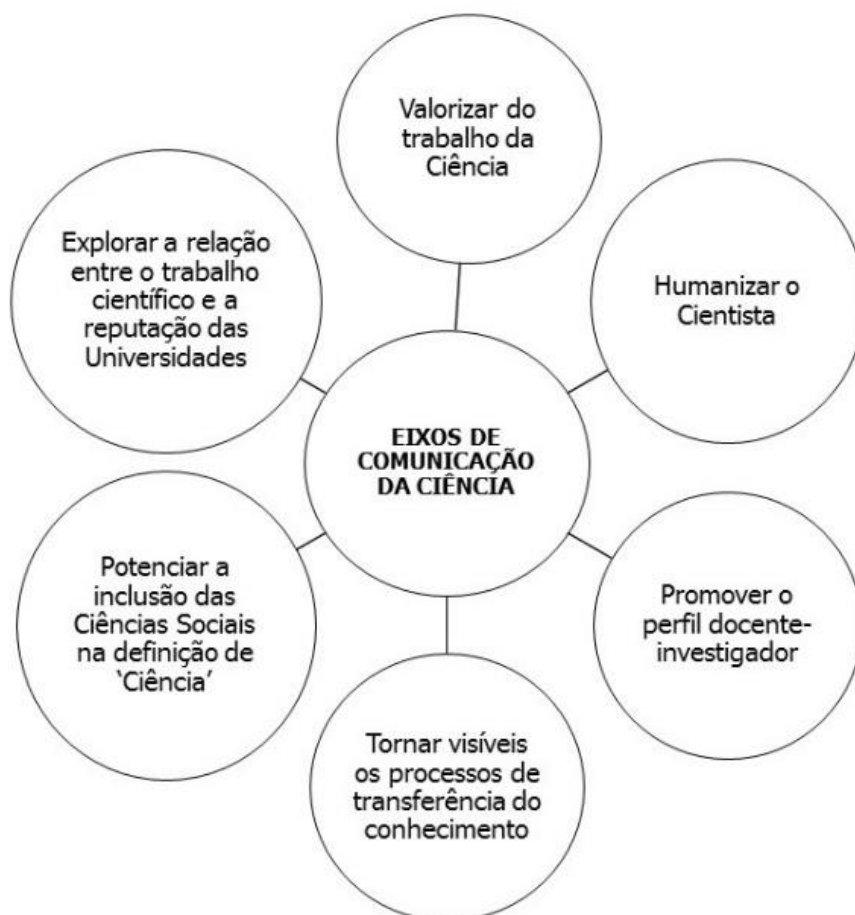 Valorizar do
trabalho da
Ciência
Explorar a relação
entre o trabalho
científico e a
reputação das
Universidades
Humanizar o
Cientista
EIXOS DE
COMUNICAÇÃO
DA CIÊNCIA
Potenciar a
inclusão das
Ciências Sociais
na definição de
‘Ciência’
Promover o
perfil docente-
investigador
Tornar visíveis
os processos de
transferência do
conhecimento